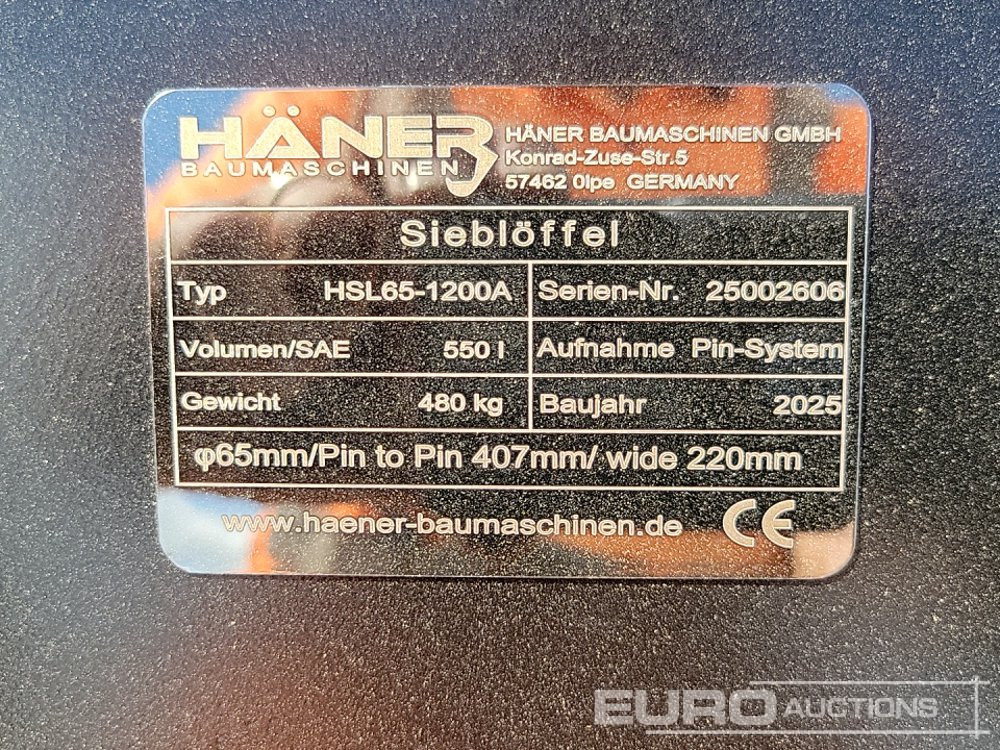 HÄNER
BAUMASCHINEN
HÄNER BAUMASCHINEN GMBH
Konrad-Zuse-Str.5
57462 Olpe GERMANY
Sieblöffel
Typ HSL65-1200A Serien-Nr. 25002606
Volumen/SAE 550 l Aufnahme Pin-System
Gewicht 480 kg Baujahr 2025
φ65mm/Pin to Pin 407mm/ wide 220mm
www.haener-baumaschinen.de CE
EURO AUCTIONS